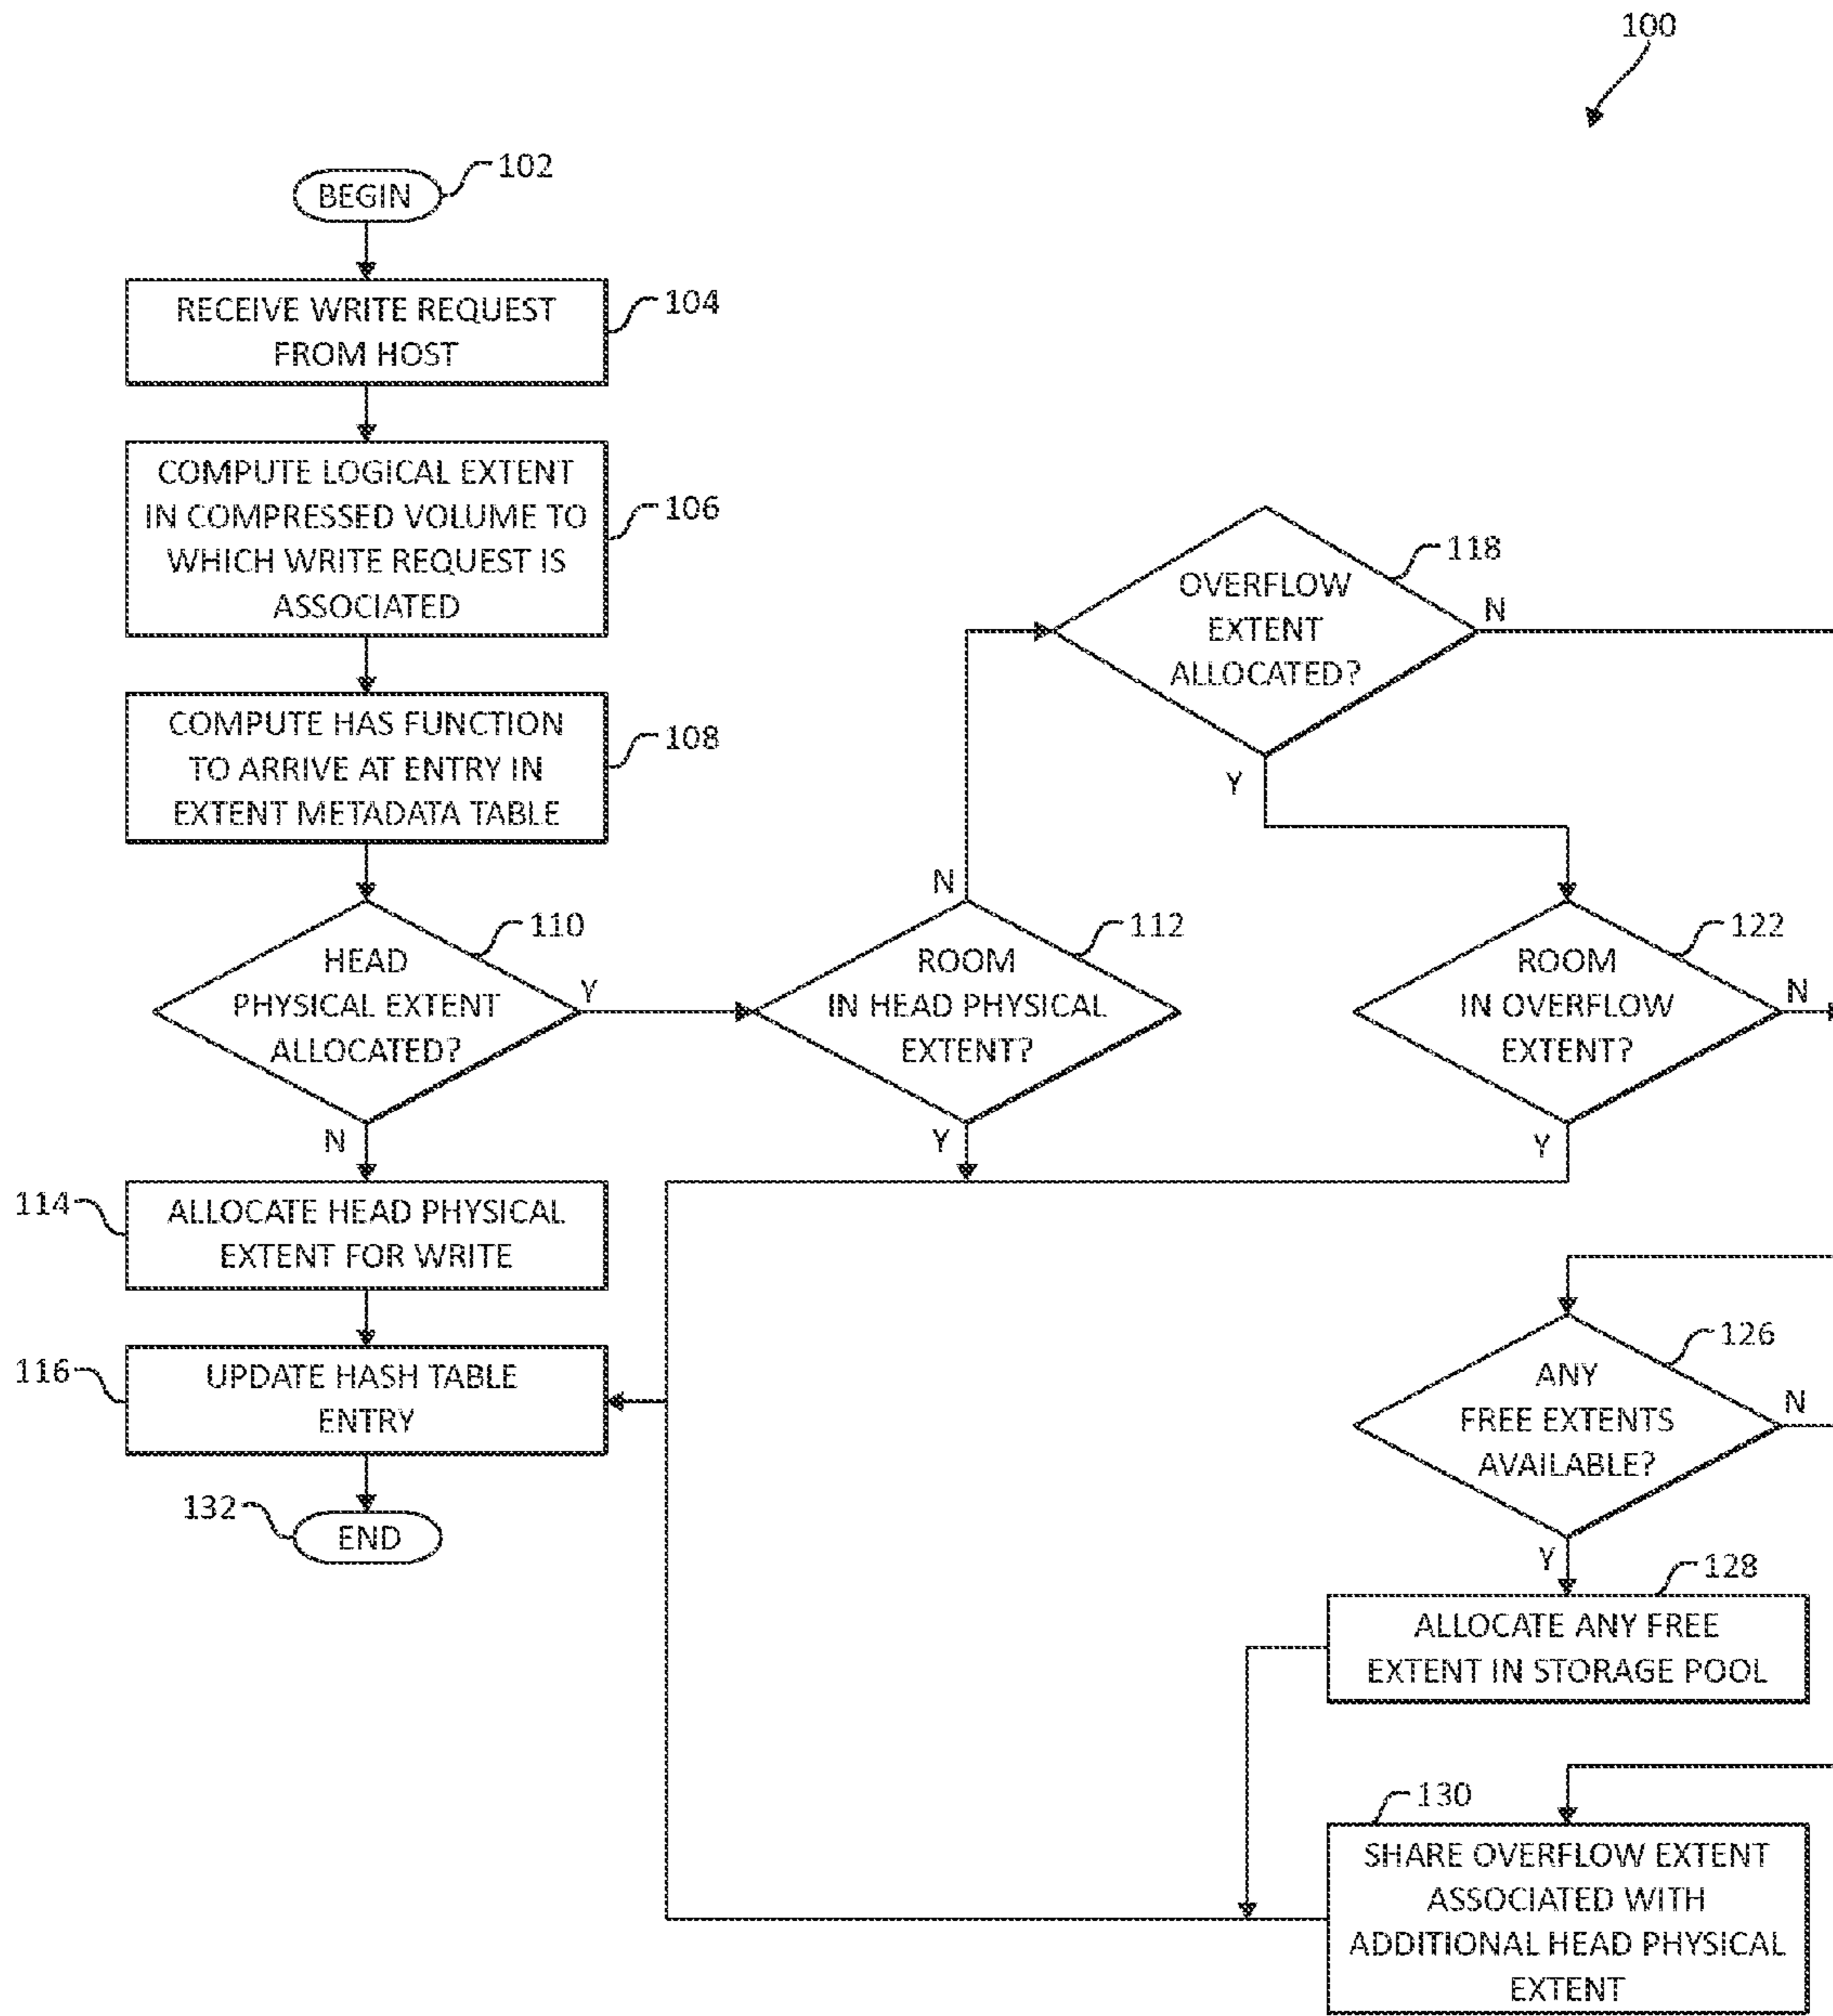 100
BEGIN
102
RECEIVE WRITE REQUEST
FROM HOST
104
COMPUTE LOGICAL EXTENT
IN COMPRESSED VOLUME TO
WHICH WRITE REQUEST IS
ASSOCIATED
106
COMPUTE HAS FUNCTION
TO ARRIVE AT ENTRY IN
EXTENT METADATA TABLE
108
HEAD
PHYSICAL EXTENT
ALLOCATED?
110
Y
N
ROOM
IN HEAD PHYSICAL
EXTENT?
112
N
Y
OVERFLOW
EXTENT
ALLOCATED?
118
N
Y
ROOM
IN OVERFLOW
EXTENT?
122
N
Y
114
ALLOCATE HEAD PHYSICAL
EXTENT FOR WRITE
116
UPDATE HASH TABLE
ENTRY
132
END
ANY
FREE EXTENTS
AVAILABLE?
126
N
Y
128
ALLOCATE ANY FREE
EXTENT IN STORAGE POOL
130
SHARE OVERFLOW EXTENT
ASSOCIATED WITH
ADDITIONAL HEAD PHYSICAL
EXTENT